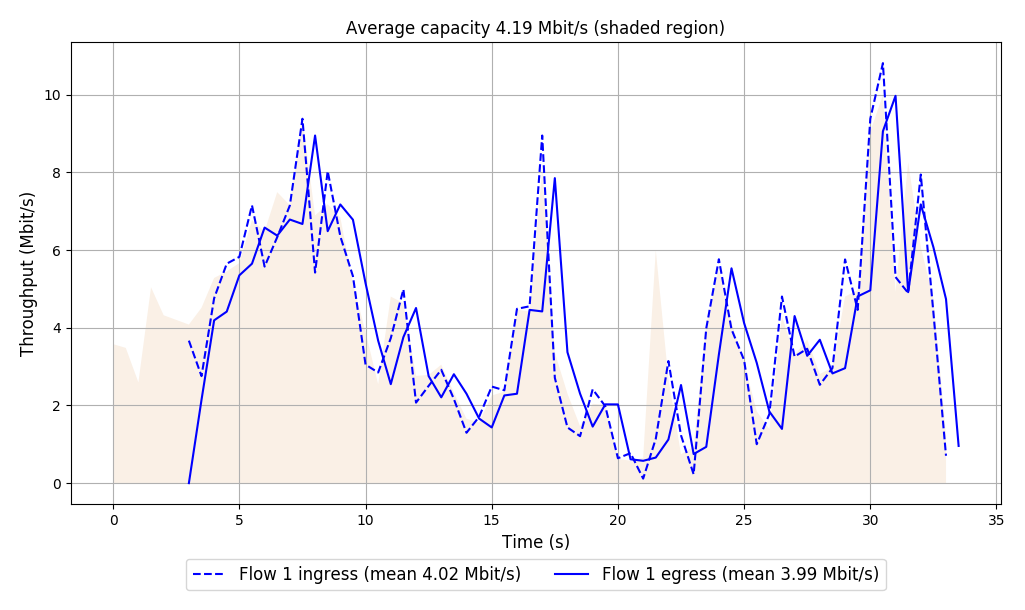 Average capacity 4.19 Mbit/s (shaded region)
Throughput (Mbit/s)
10
8
6
4
2
0
0 5 10 15 20 25 30 35
Time (s)
Flow 1 ingress (mean 4.02 Mbit/s) Flow 1 egress (mean 3.99 Mbit/s)